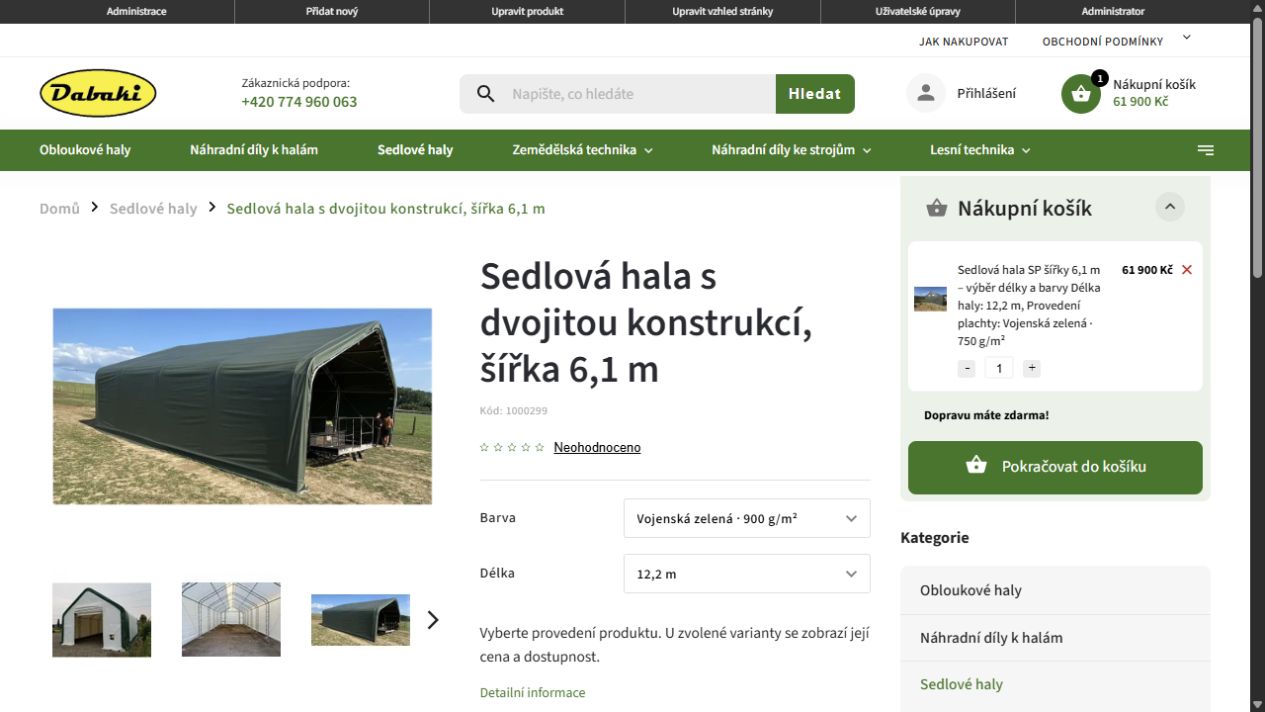 Administrace
Přidat nový
Upravit produkt
Upravit vzhled stránky
Uživatelské úpravy
Administrator
JAK NAKUPOVAT
OBCHODNÍ PODMÍNKY
Dabaki
Zákaznická podpora:
+420 774 960 063
Napište, co hledáte
Hledat
Přihlášení
1
Nákupní košík
61 900 Kč
Obloukové haly
Náhradní díly k halám
Sedlové haly
Zemědělská technika
Náhradní díly ke strojům
Lesní technika
Domů
Sedlové haly
Sedlová hala s dvojitou konstrukcí, šířka 6,1 m
Sedlová hala s
dvojitou konstrukcí,
šířka 6,1 m
Kód: 1000299
Neohodnoceno
Barva
Vojenská zelená · 900 g/m²
Délka
12,2 m
Vyberte provedení produktu. U zvolené varianty se zobrazí její
cena a dostupnost.
Detailní informace
Nákupní košík
Sedlová hala SP šířky 6,1 m
– výběr délky a barvy Délka
haly: 12,2 m, Provedení
plachty: Vojenská zelená ·
750 g/m²
61 900 Kč
-
1
+
Dopravu máte zdarma!
Pokračovat do košíku
Kategorie
Obloukové haly
Náhradní díly k halám
Sedlové haly